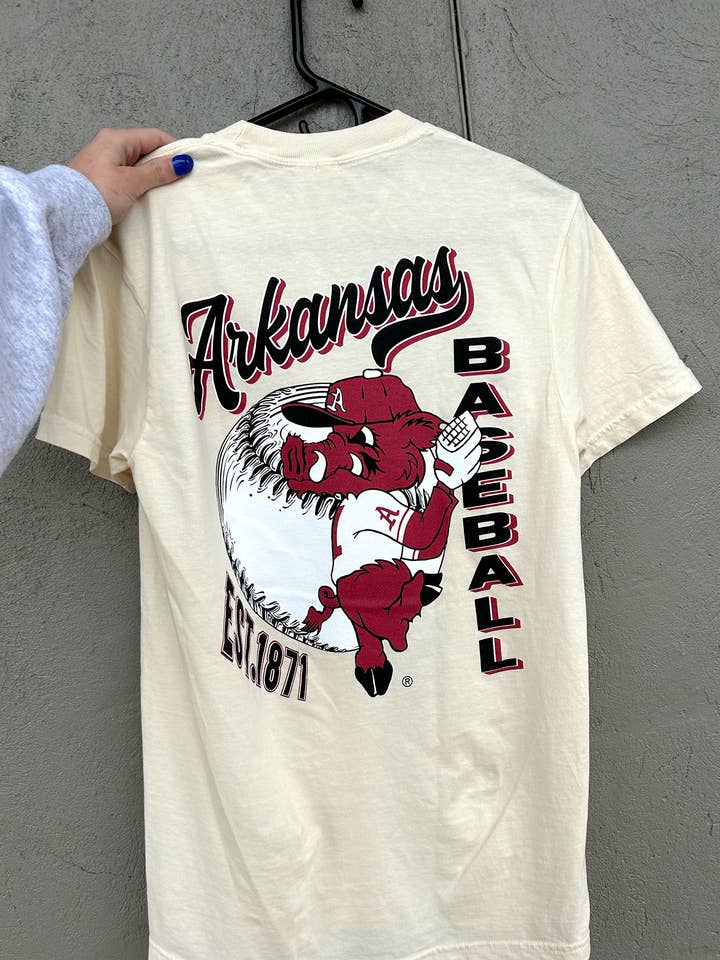 Arkansas
BASEBALL
A
A
EST.1871
®